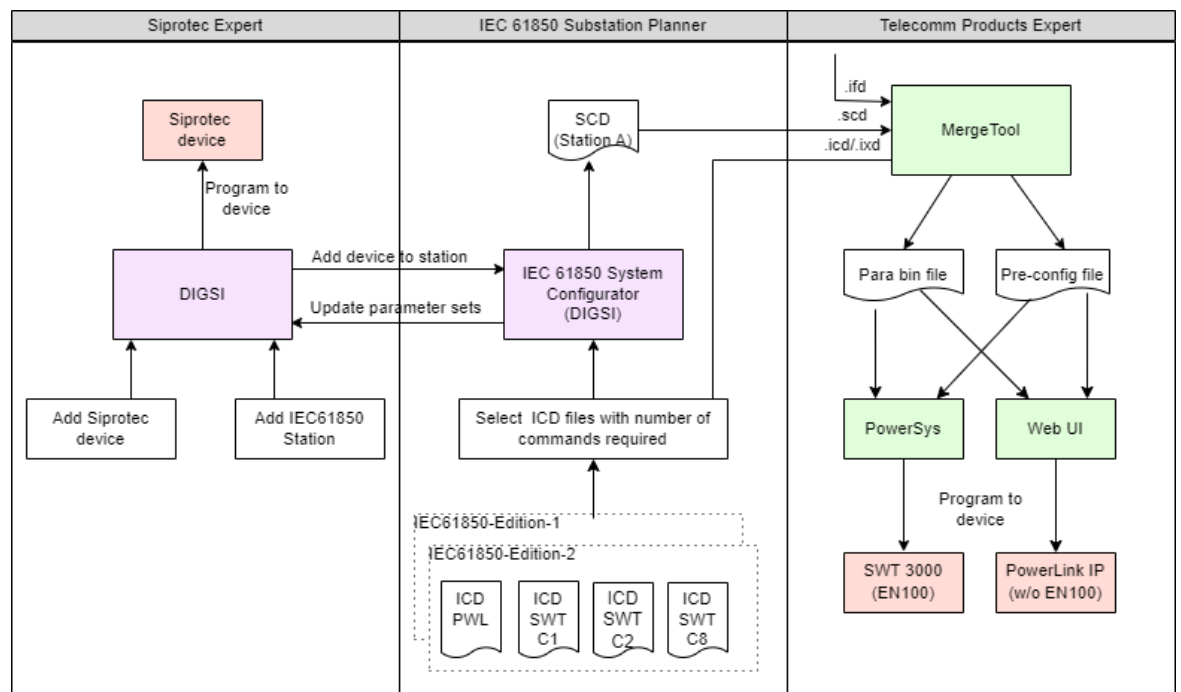 Siprotec Expert
IEC 61850 Substation Planner
Telecomm Products Expert
Siprotec
device
Program to
device
DIGSI
Add Siprotec
device
Add IEC61850
Station
Add device to station
Update parameter sets
SCD
(Station A)
IEC 61850 System
Configurator
(DIGSI)
Select ICD files with number of
commands required
IEC61850-Edition-1
IEC61850-Edition-2
ICD
PWL
ICD
SWT
C1
ICD
SWT
C2
ICD
SWT
C8
.ifd
.scd
.icd/.ixd
MergeTool
Para bin file
Pre-config file
PowerSys
Web UI
Program to
device
SWT 3000
(EN100)
PowerLink IP
(w/o EN100)